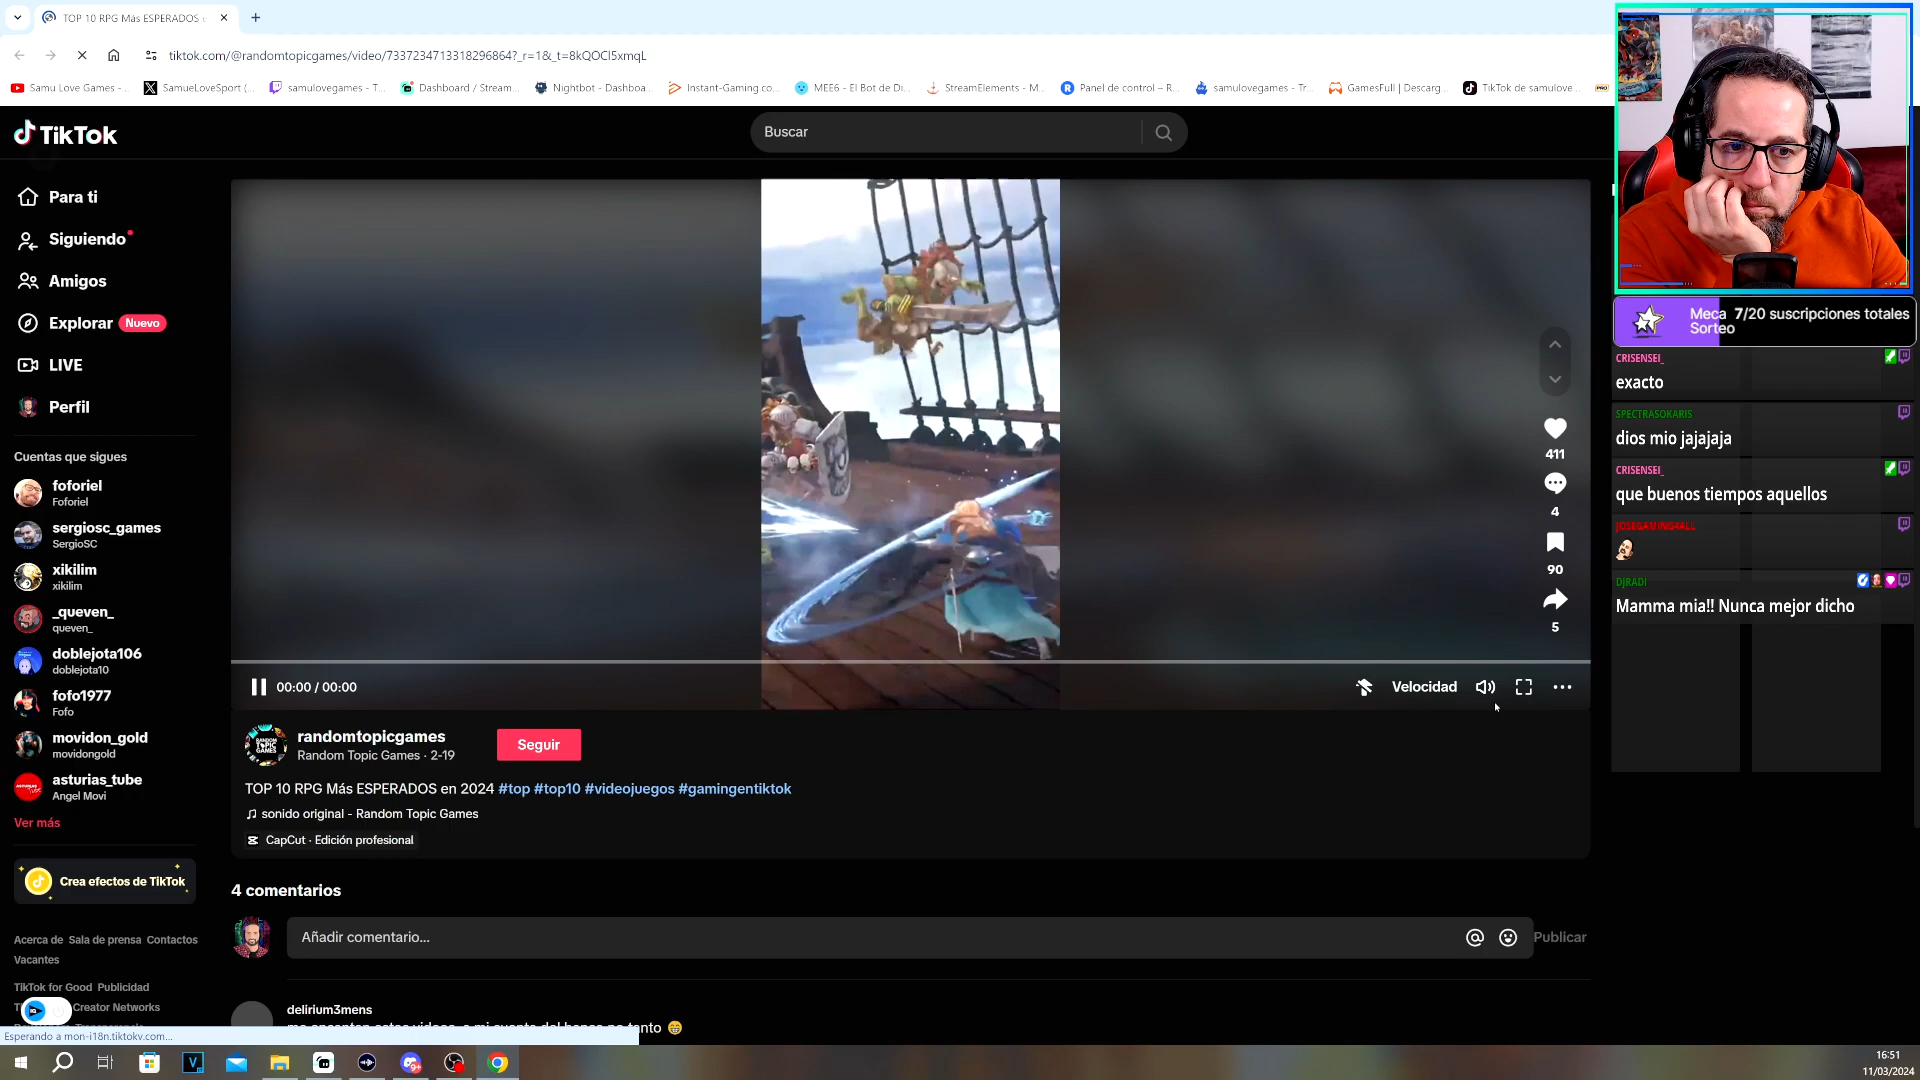 TOP 10 RPG Más ESPERADOS
tiktok.com/@randomtopicgames/video/7337234713318296864?_r=1&_t=8kQOCl5xmqL
Samu Love Games - ...
SamueLoveSport (...
samulovegames - T...
Dashboard / Stream...
Nightbot - Dashboa...
Instant-Gaming.co...
MEE6 - El Bot de Di...
StreamElements - M...
Panel de control – R...
samulovegames - Tr...
GamesFull | Descarg...
TikTok de samulove...
PRO
TikTok
Buscar
Para ti
Siguiendo
Amigos
Explorar Nuevo
LIVE
Perfil
Cuentas que sigues
foforiel
Foforiel
sergiosc_games
SergioSC
xikilim
xikilim
_queven_
queven_
doblejota106
doblejota10
fofo1977
Fofo
movidon_gold
movidongold
asturias_tube
Angel Movi
Ver más
Crea efectos de TikTok
Acerca de Sala de prensa Contactos
Vacantes
TikTok for Good Publicidad
Creator Networks
Esperando a mon-i18n.tiktokv.com...
411
4
90
5
00:00 / 00:00
Velocidad
RANDOM TOPIC GAMES
randomtopicgames
Random Topic Games · 2-19
Seguir
TOP 10 RPG Más ESPERADOS en 2024 #top #top10 #videojuegos #gamingentiktok
sonido original - Random Topic Games
CapCut · Edición profesional
4 comentarios
Añadir comentario...
Publicar
delirium3mens
Meca 7/20 suscripciones totales
Sorteo
CRISENSEI_
exacto
SPECTRASOKARIS
dios mio jajajaja
CRISENSEI_
que buenos tiempos aquellos
JOSEGAMING4ALL
DJRADI
Mamma mia!! Nunca mejor dicho
9+
16:51
11/03/2024